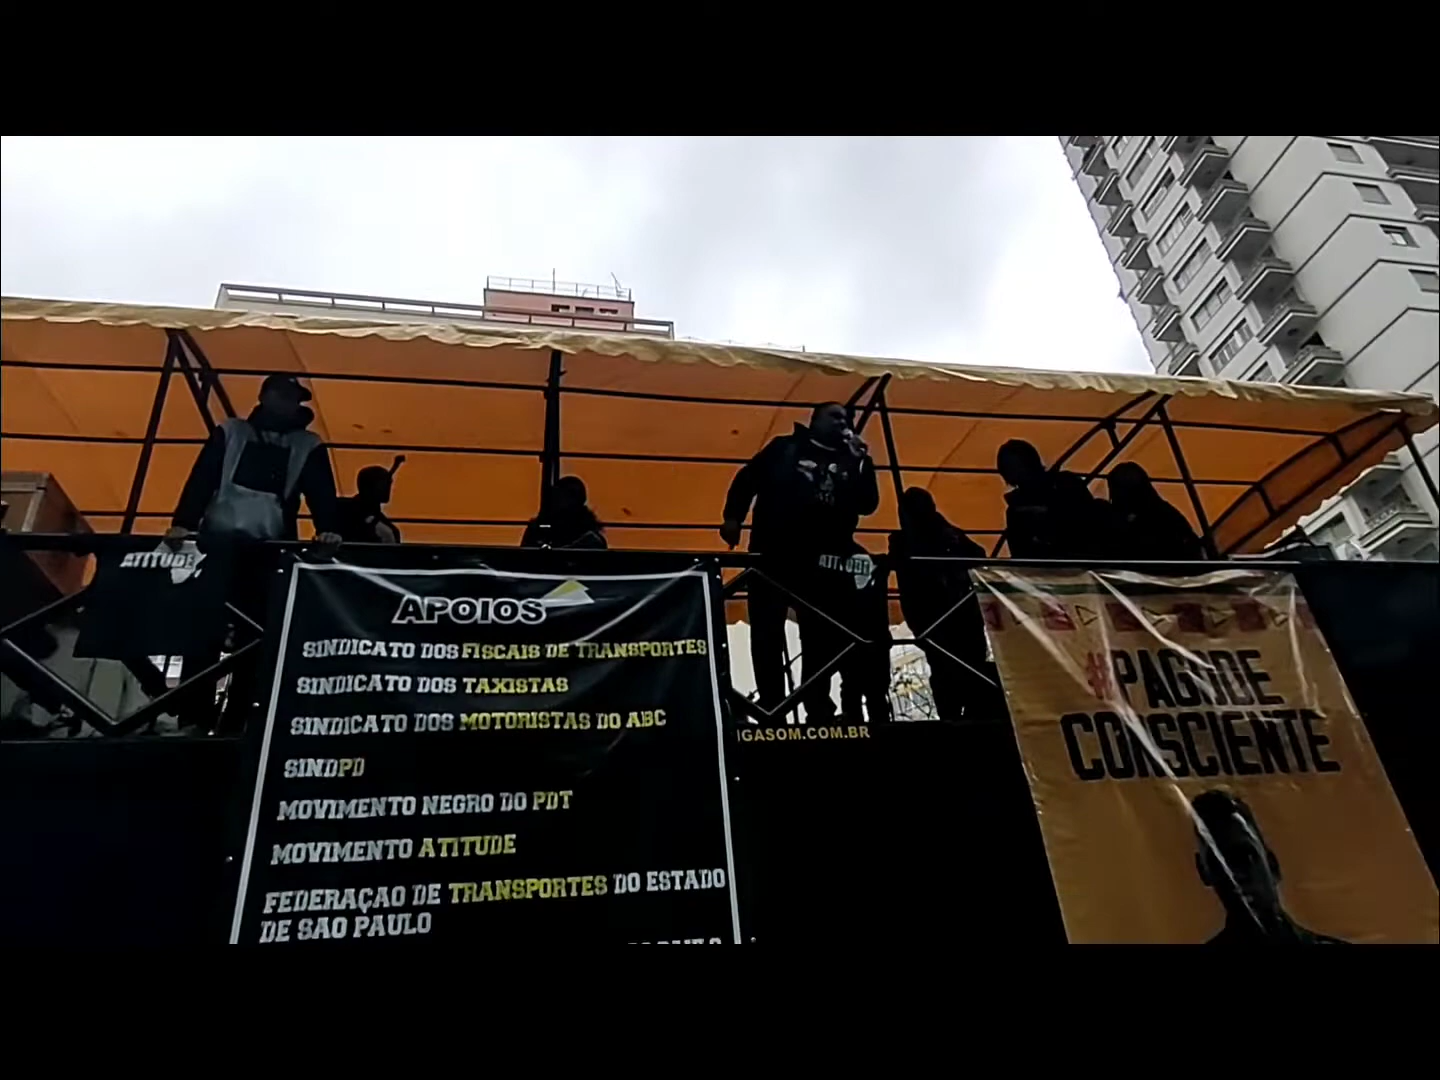 ATITUDE
ATITUDE
APOIOS
SINDICATO DOS FISCAIS DE TRANSPORTES
SINDICATO DOS TAXISTAS
SINDICATO DOS MOTORISTAS DO ABC
SINDPD
MOVIMENTO NEGRO DO PDT
MOVIMENTO ATITUDE
FEDERAÇAO DE TRANSPORTES DO ESTADO
DE SAO PAULO
IGASOM.COM.BR
#PAGODE
CONSCIENTE